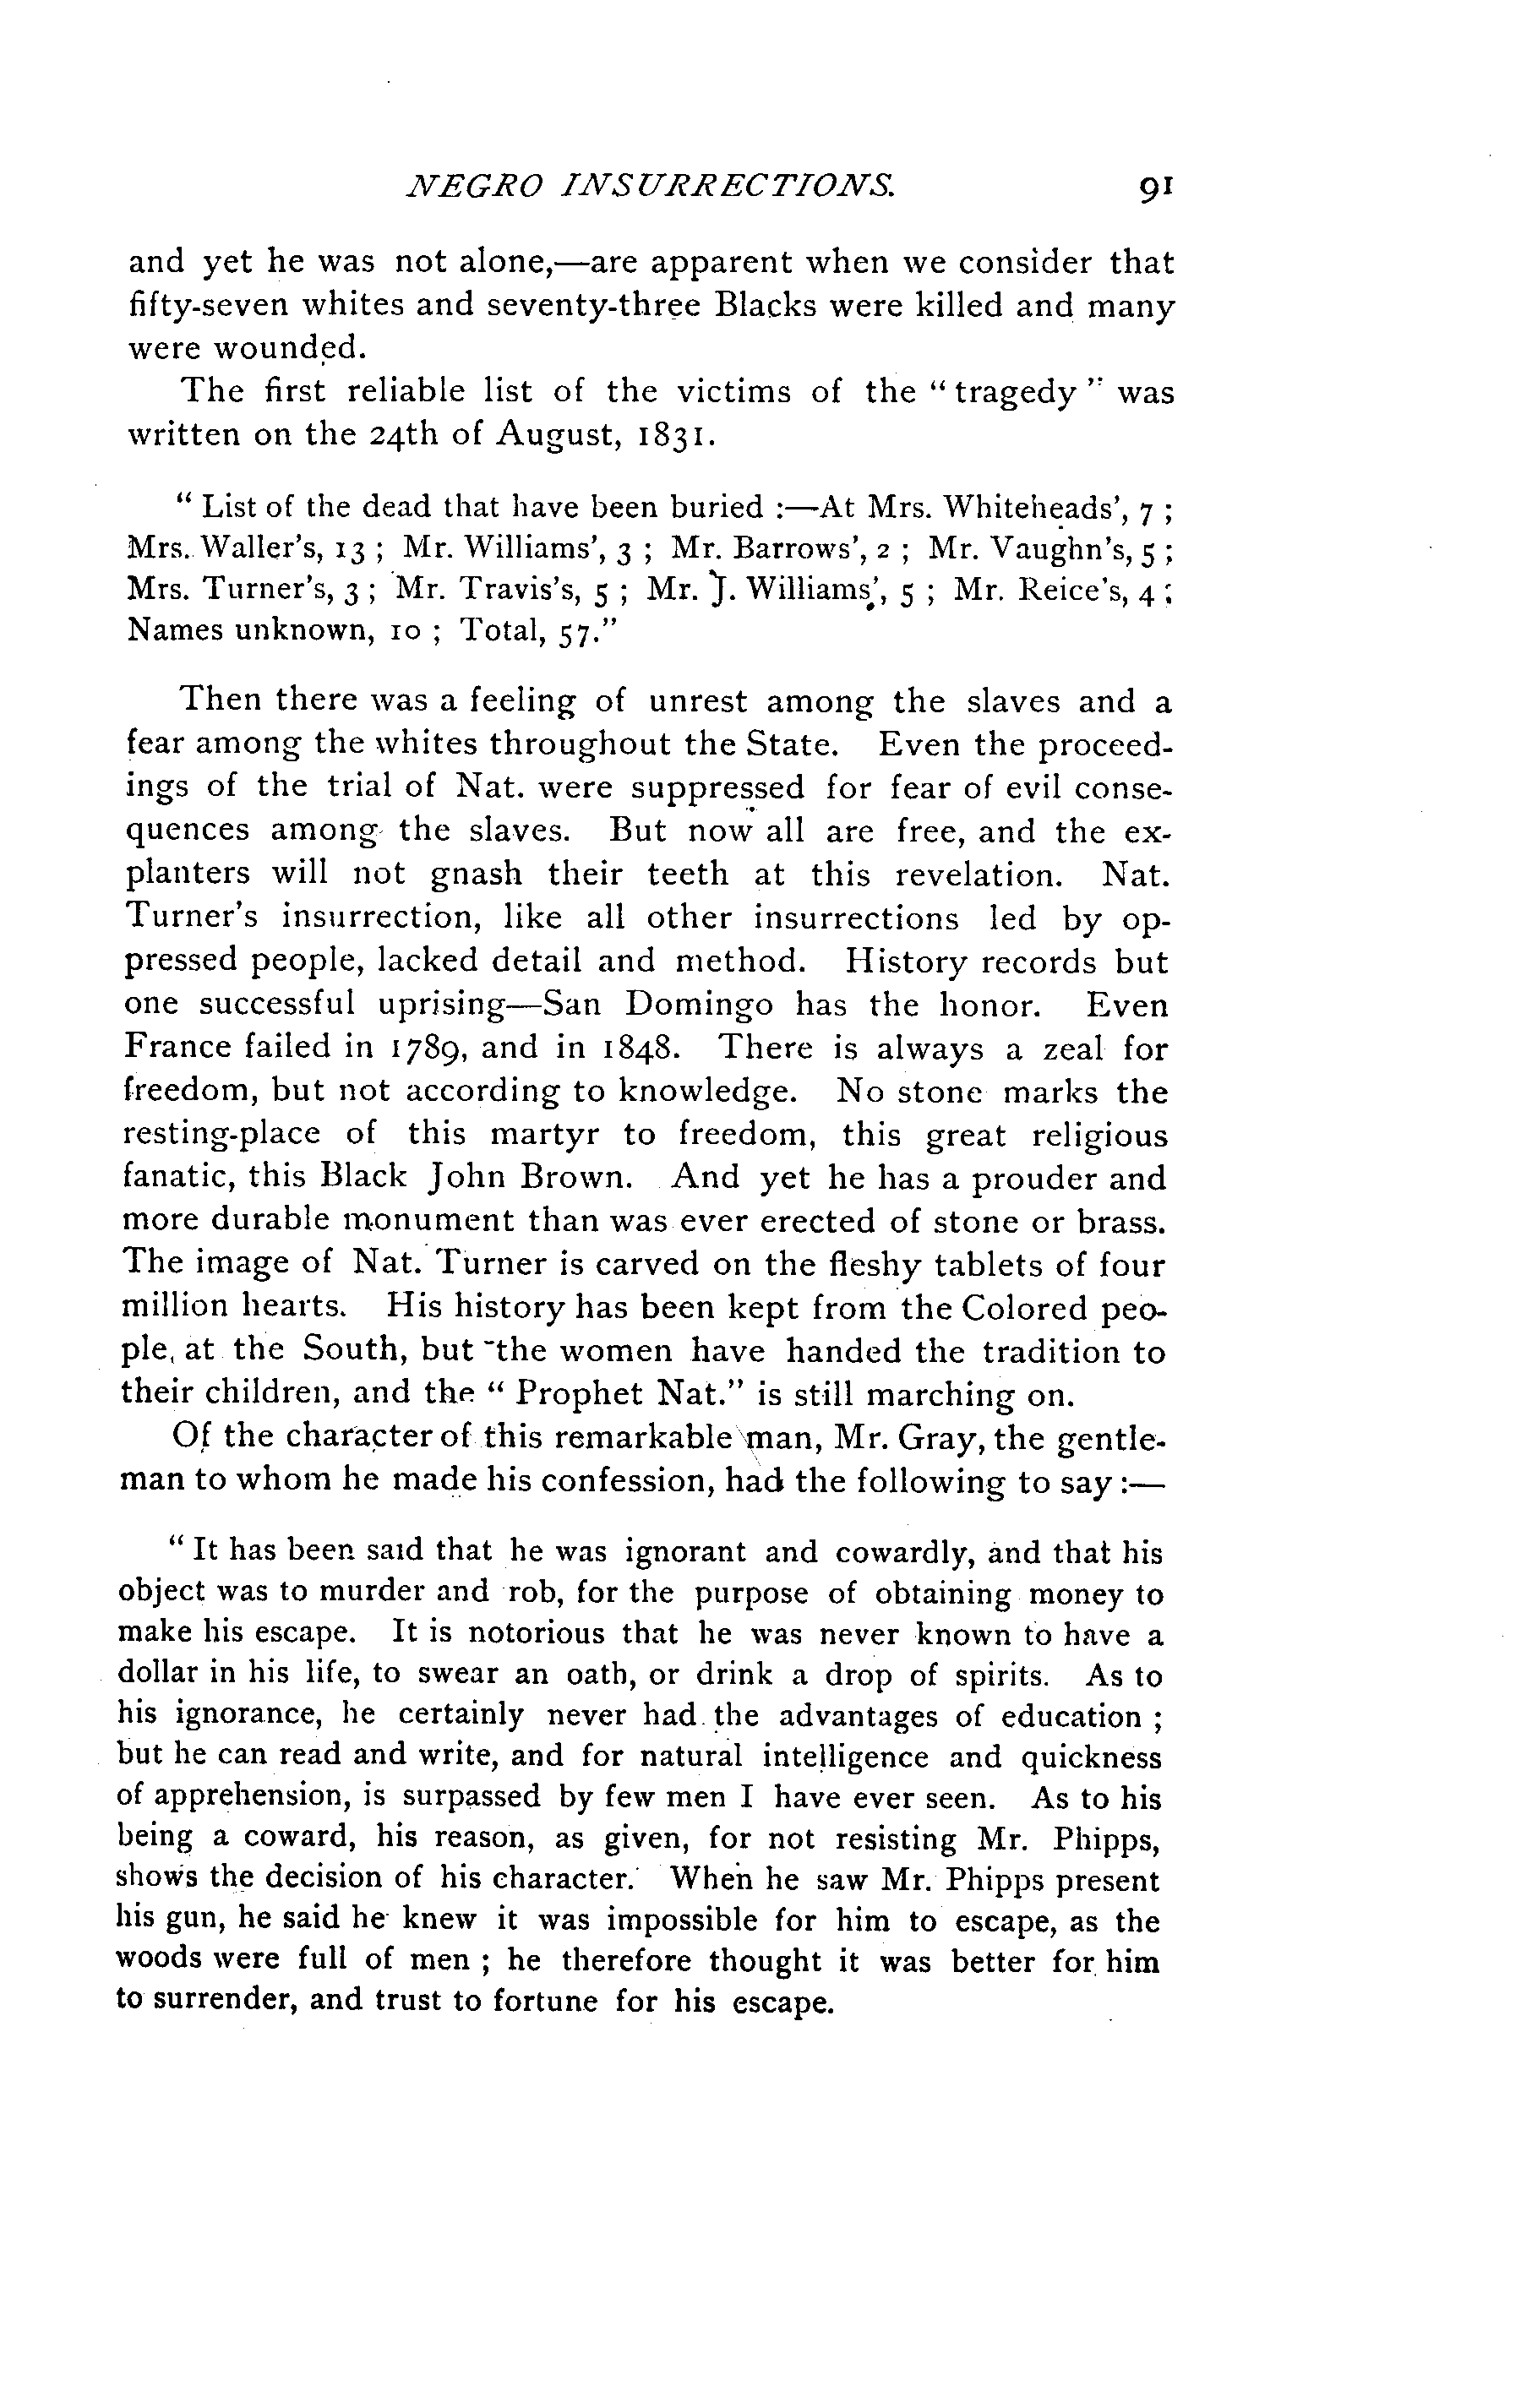 NEGRO INSURRECTIONS. 91
and yet he was not alone,—are apparent when we consider that
fifty-seven whites and seventy-three Blacks were killed and many
were wounded.
The first reliable list of the victims of the “tragedy” was
written on the 24th of August, 1831.
“List of the dead that have been buried :—At Mrs. Whiteheads’, 7 ;
Mrs. Waller’s, 13 ; Mr. Williams’, 3 ; Mr. Barrows’, 2 ; Mr. Vaughn’s, 5 ;
Mrs. Turner’s, 3 ; Mr. Travis’s, 5 ; Mr. J. Williams’, 5 ; Mr. Reice’s, 4 ;
Names unknown, 10 ; Total, 57.”
Then there was a feeling of unrest among the slaves and a
fear among the whites throughout the State. Even the proceed-
ings of the trial of Nat. were suppressed for fear of evil conse-
quences among the slaves. But now all are free, and the ex-
planters will not gnash their teeth at this revelation. Nat.
Turner’s insurrection, like all other insurrections led by op-
pressed people, lacked detail and method. History records but
one successful uprising—San Domingo has the honor. Even
France failed in 1789, and in 1848. There is always a zeal for
freedom, but not according to knowledge. No stone marks the
resting-place of this martyr to freedom, this great religious
fanatic, this Black John Brown. And yet he has a prouder and
more durable monument than was ever erected of stone or brass.
The image of Nat. Turner is carved on the fleshy tablets of four
million hearts. His history has been kept from the Colored peo-
ple, at the South, but the women have handed the tradition to
their children, and the “Prophet Nat.” is still marching on.
Of the character of this remarkable man, Mr. Gray, the gentle-
man to whom he made his confession, had the following to say :—
“It has been said that he was ignorant and cowardly, and that his
object was to murder and rob, for the purpose of obtaining money to
make his escape. It is notorious that he was never known to have a
dollar in his life, to swear an oath, or drink a drop of spirits. As to
his ignorance, he certainly never had the advantages of education ;
but he can read and write, and for natural intelligence and quickness
of apprehension, is surpassed by few men I have ever seen. As to his
being a coward, his reason, as given, for not resisting Mr. Phipps,
shows the decision of his character. When he saw Mr. Phipps present
his gun, he said he knew it was impossible for him to escape, as the
woods were full of men ; he therefore thought it was better for him
to surrender, and trust to fortune for his escape.